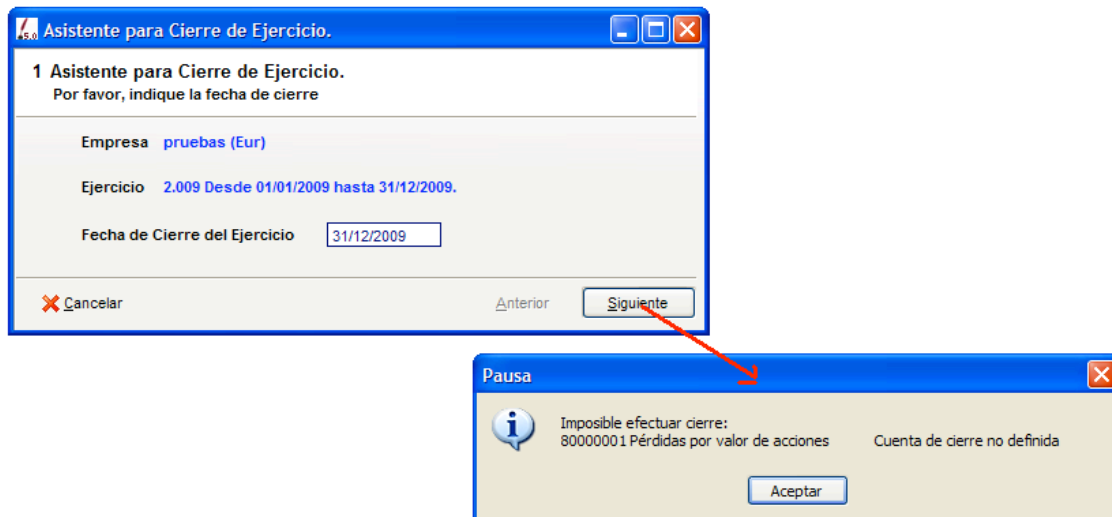 5.0 Asistente para Cierre de Ejercicio.
1 Asistente para Cierre de Ejercicio.
Por favor, indique la fecha de cierre
Empresa pruebas (Eur)
Ejercicio 2.009 Desde 01/01/2009 hasta 31/12/2009.
Fecha de Cierre del Ejercicio 31/12/2009
Cancelar Anterior Siguiente
Pausa
Imposible efectuar cierre:
80000001 Pérdidas por valor de acciones Cuenta de cierre no definida
Aceptar